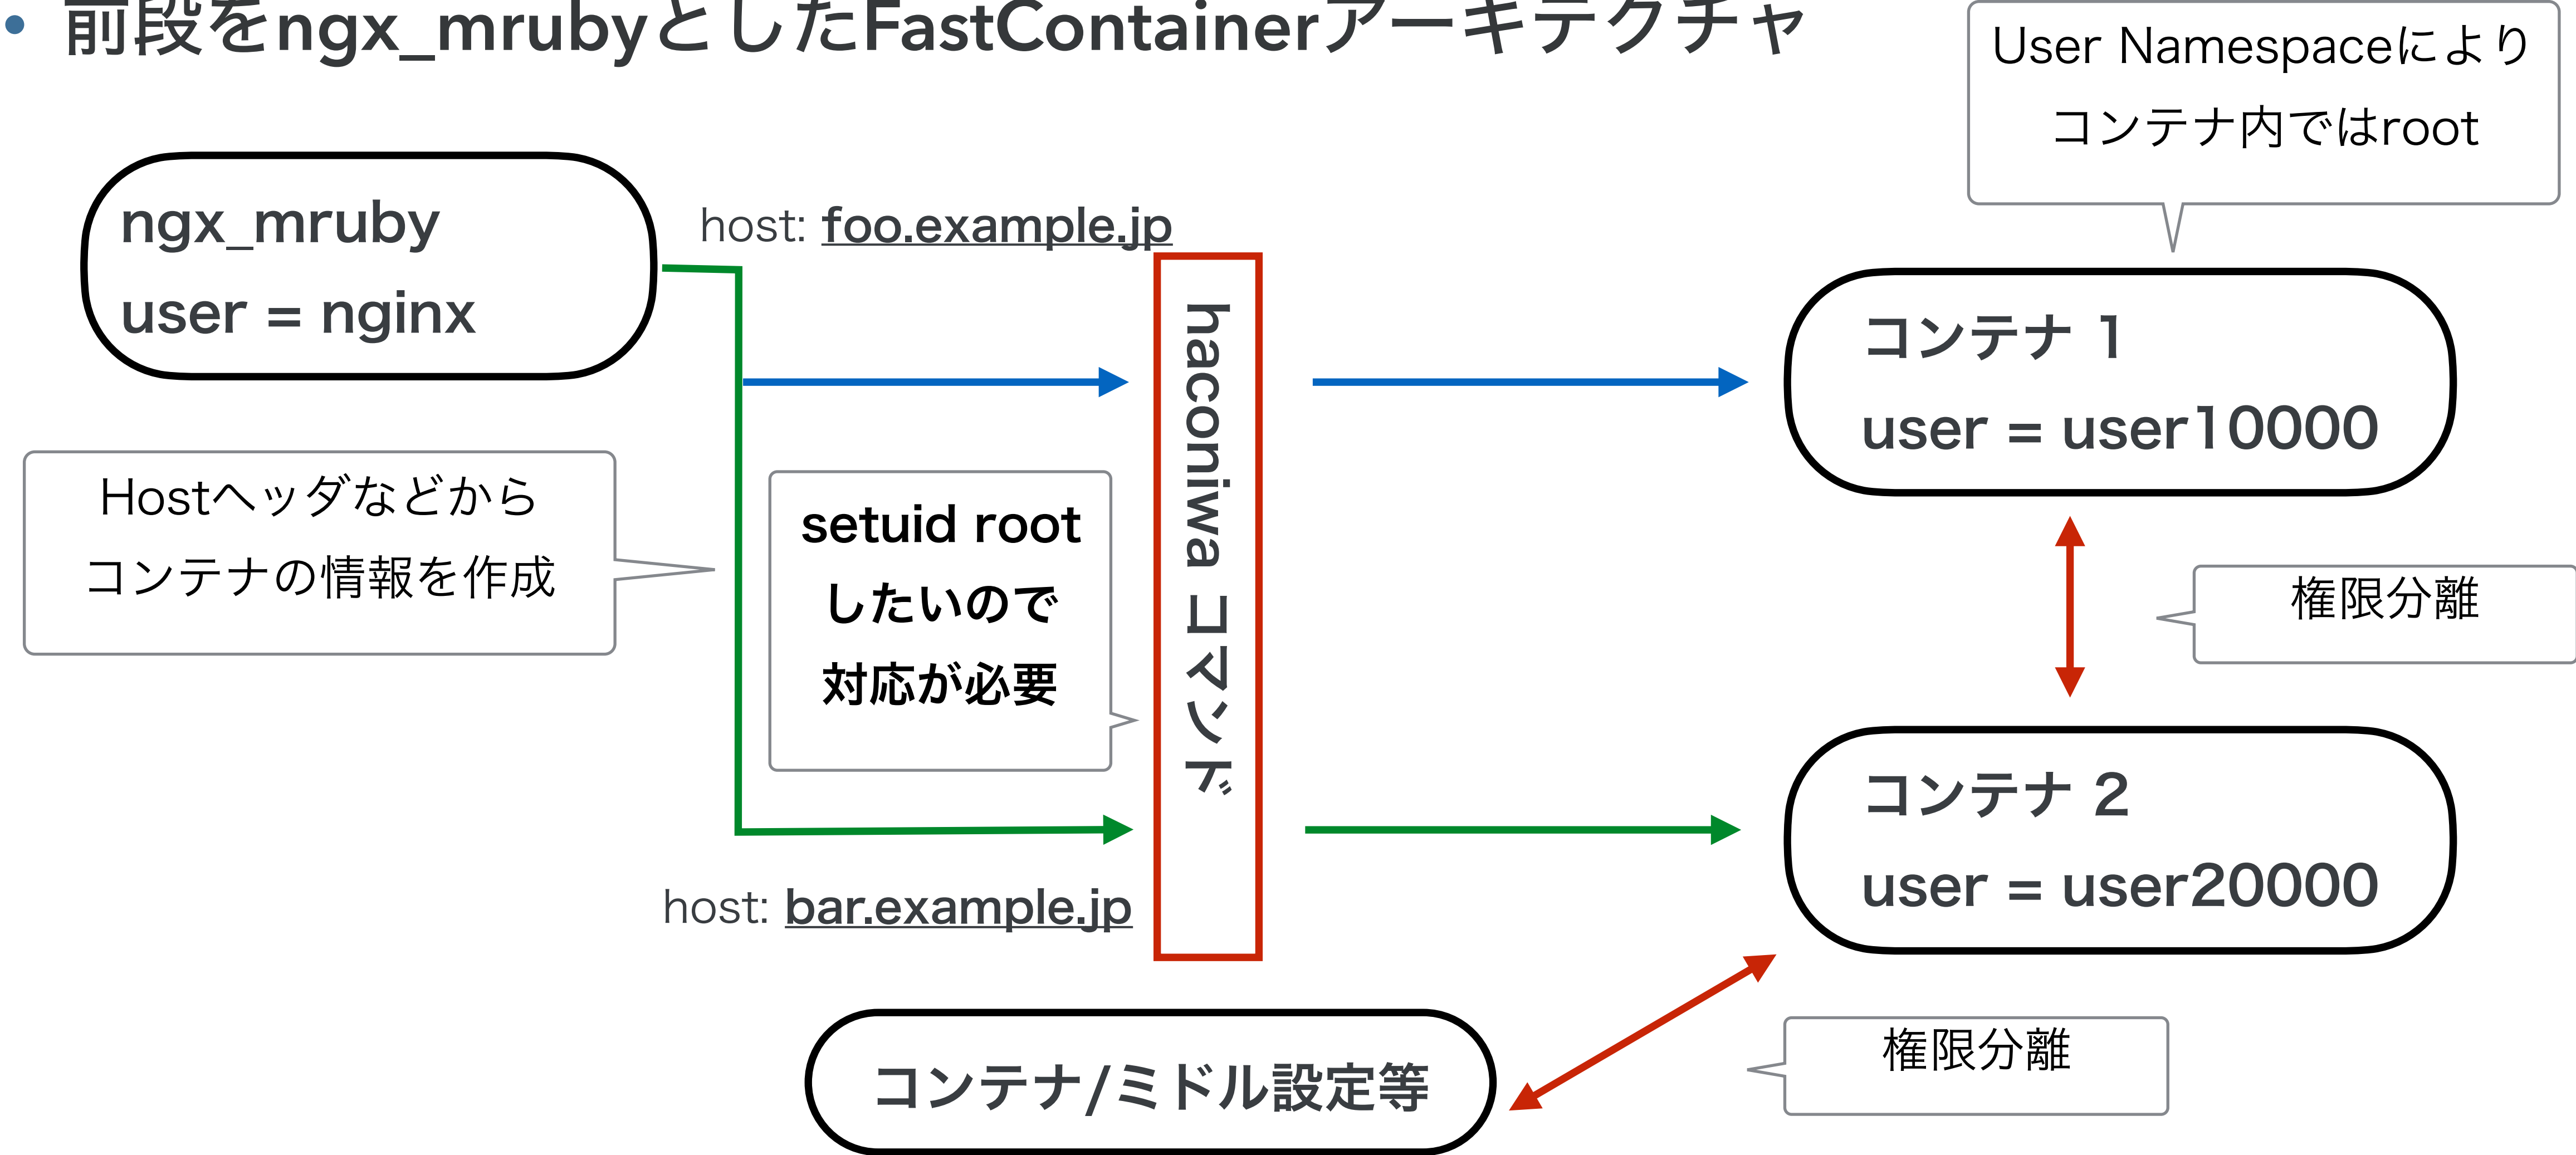 • 前段をngx_mrubyとしたFastContainerアーキテクチャ
User Namespaceにより
コンテナ内ではroot
ngx_mruby
user = nginx
host: foo.example.jp
haconiwa コマンド
コンテナ 1
user = user10000
Hostヘッダなどから
コンテナの情報を作成
setuid root
したいので
対応が必要
権限分離
コンテナ 2
user = user20000
host: bar.example.jp
コンテナ/ミドル設定等
権限分離